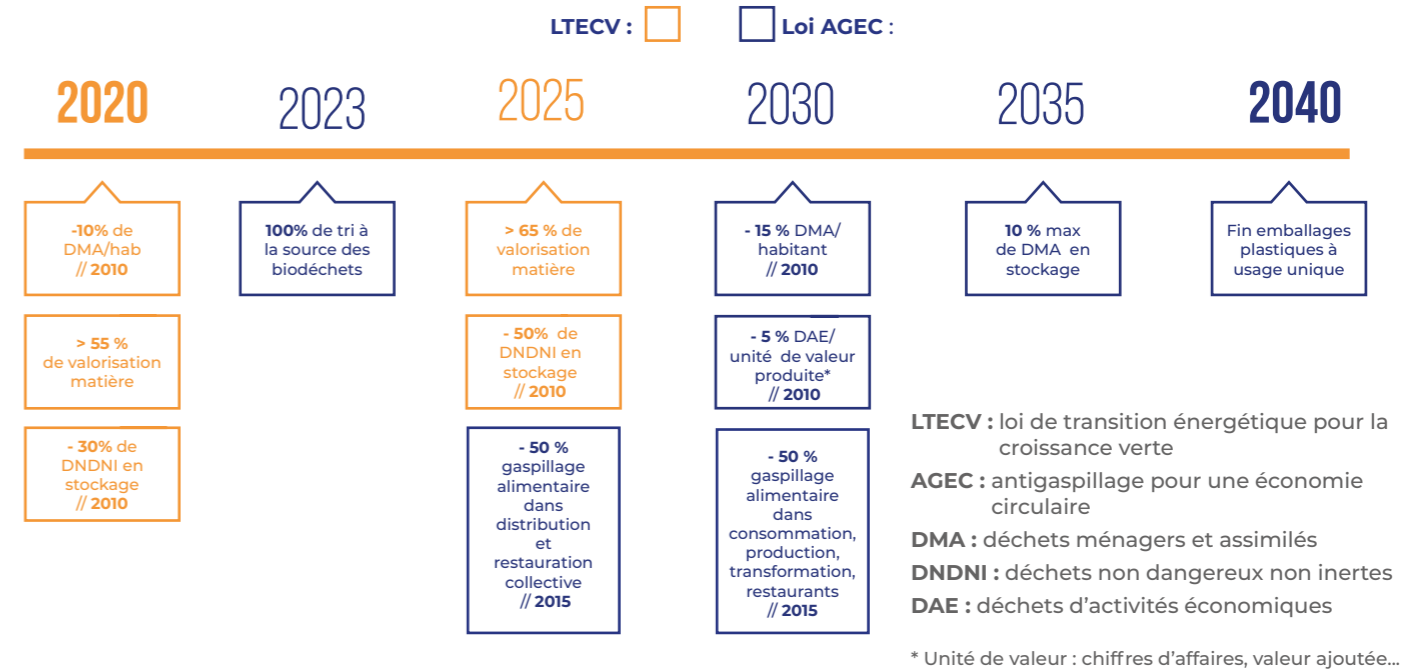 LTECV :
Loi AGEC :
2020
2023
2025
2030
2035
2040
-10% de
DMA/hab
// 2010
> 55 %
de valorisation
matière
- 30% de
DNDNI en
stockage
// 2010
100% de tri à
la source des
biodéchets
> 65 % de
valorisation
matière
- 50% de
DNDNI en
stockage
// 2010
- 50 %
gaspillage
alimentaire
dans
distribution
et
restauration
collective
// 2015
- 15 % DMA/
habitant
// 2010
- 5 % DAE/
unité de valeur
produite*
// 2010
- 50 %
gaspillage
alimentaire
dans
consommation,
production,
transformation,
restaurants
// 2015
10 % max
de DMA en
stockage
Fin emballages
plastiques à
usage unique
LTECV : loi de transition énergétique pour la
croissance verte
AGEC : antigaspillage pour une économie
circulaire
DMA : déchets ménagers et assimilés
DNDNI : déchets non dangereux non inertes
DAE : déchets d'activités économiques
* Unité de valeur : chiffres d'affaires, valeur ajoutée...